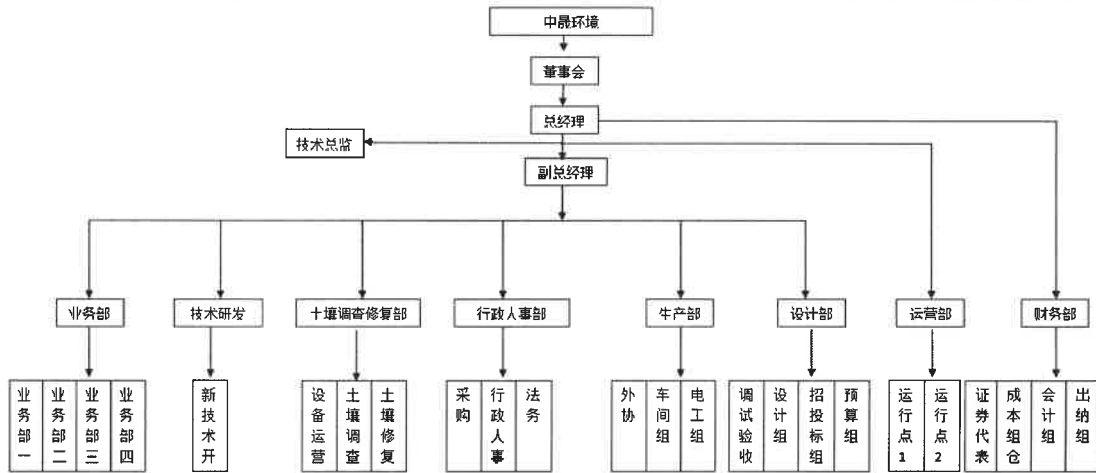 中晟环境
董事会
总经理
技术总监
副总经理
业务部
技术研发
土壤调查修复部
行政人事部
生产部
设计部
运营部
财务部
业务部一
业务部二
业务部三
业务部四
新技术开
设备运营
土壤调查
土壤修复
采购
行政人事
法务
外协
车间组
电工组
调试验收
设计组
招投标组
预算组
运行点1
运行点2
证券代表
成本组仓
会计组
出纳组